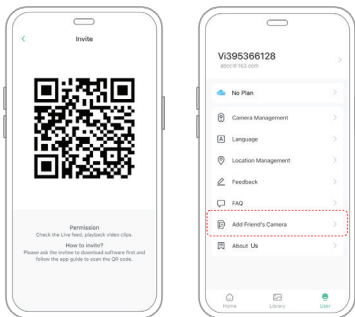 Invite
Permission
Check the Live feed, playback video clips.
How to invite?
Please ask the invitee to download software first and
follow the app guide to scan the QR code.
Vi395366128
No Plan
Camera Management
Language
Location Management
Feedback
FAQ
Add Friend's Camera
About Us
Home
Library
User